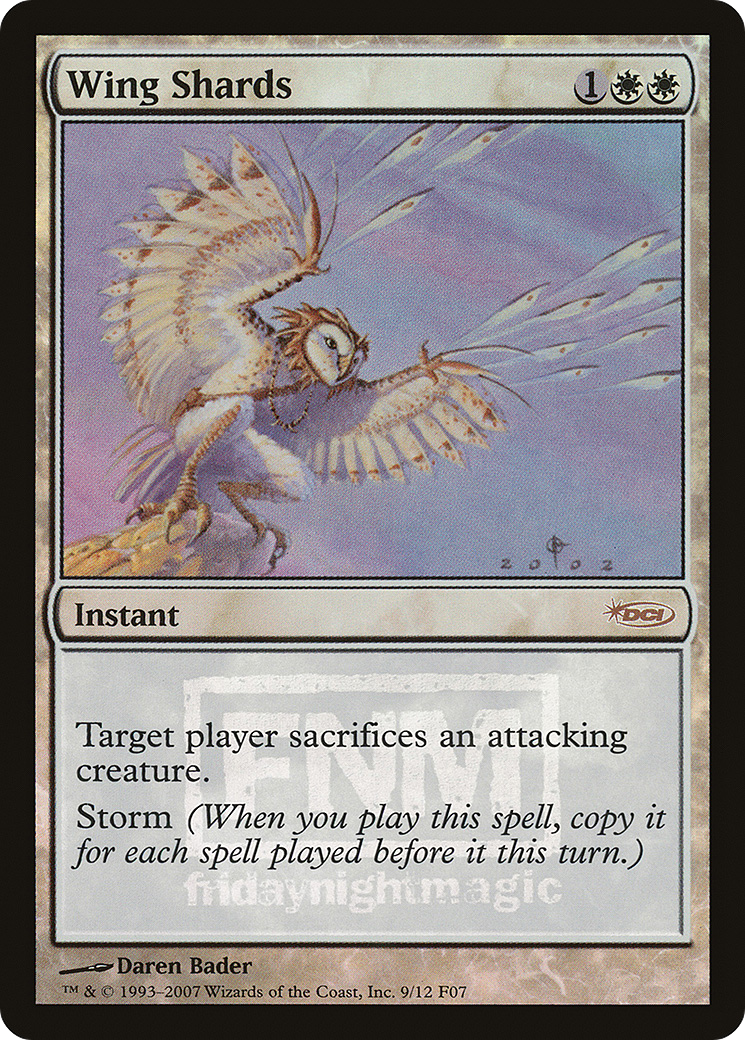 Wing Shards 1
2002
Instant DCI
Target player sacrifices an attacking
creature.
Storm (When you play this spell, copy it
for each spell played before it this turn.)
FNM
fridaynightmagic
Daren Bader
™ & © 1993–2007 Wizards of the Coast, Inc. 9/12 F07